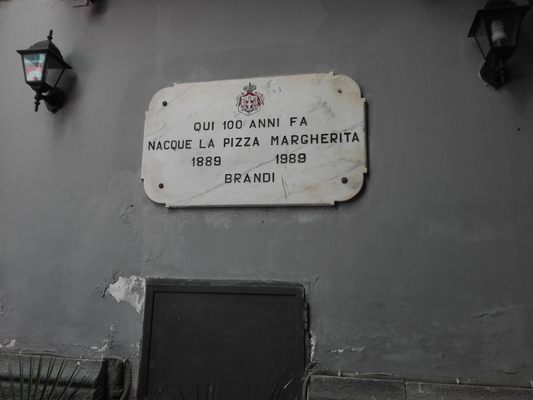 QUI 100 ANNI FA
NACQUE LA PIZZA MARGHERITA
1889 1989
BRANDI